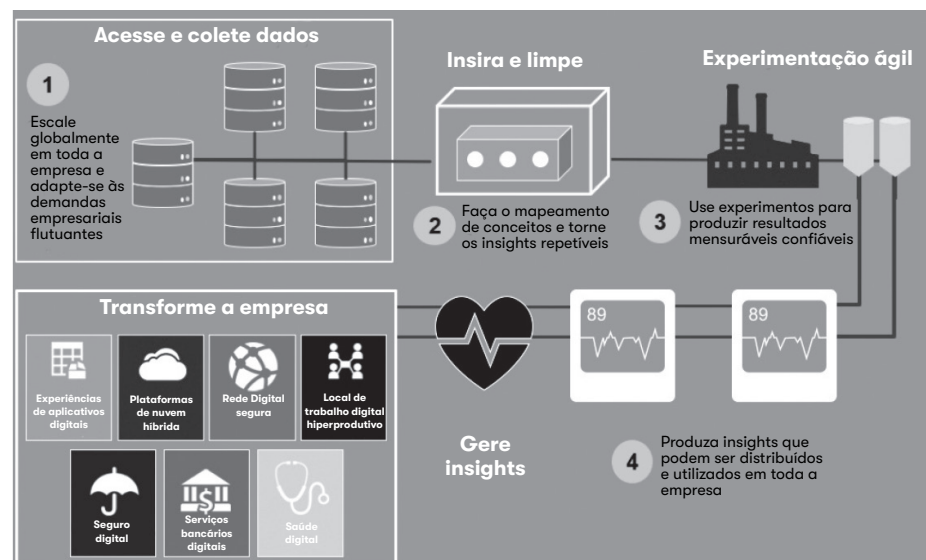 Acesse e colete dados
1
Escale
globalmente
em toda a
empresa e
adapte-se às
demandas
empresariais
flutuantes
Insira e limpe
2
Faça o mapeamento
de conceitos e torne
os insights repetíveis
Experimentação ágil
3
Use experimentos para
produzir resultados
mensuráveis confiáveis
Transforme a empresa
Experiências
de aplicativos
digitais
Plataformas
de nuvem
híbrida
Rede Digital
segura
Local de
trabalho digital
hiperprodutivo
Seguro
digital
Serviços
bancários
digitais
Saúde
digital
Gere
insights
89
89
4
Produza insights que
podem ser distribuídos
e utilizados em toda a
empresa